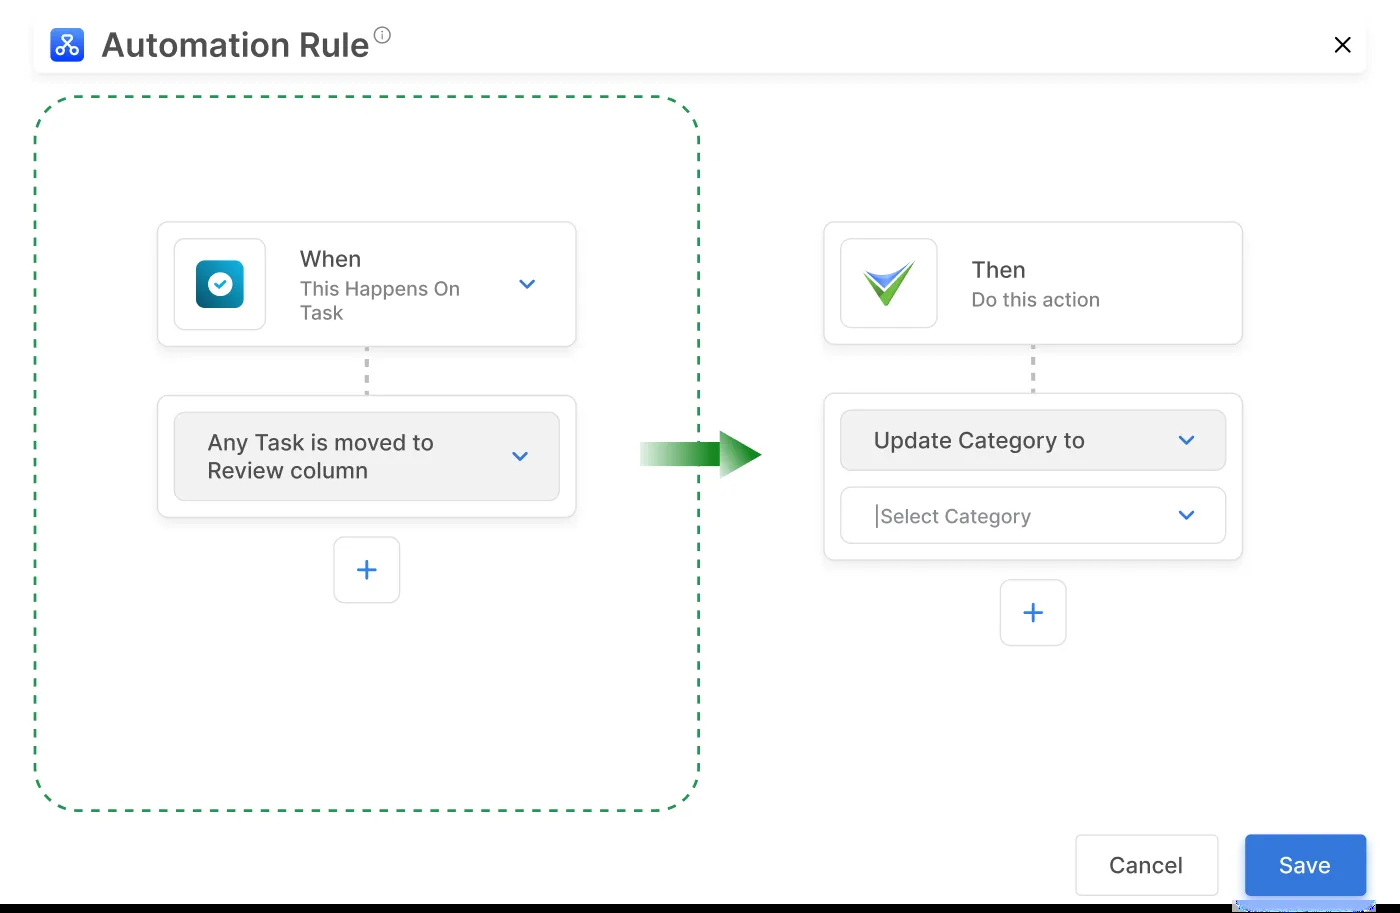 Automation Rule
When
This Happens On
Task
Any Task is moved to
Review column
Then
Do this action
Update Category to
Select Category
Cancel
Save